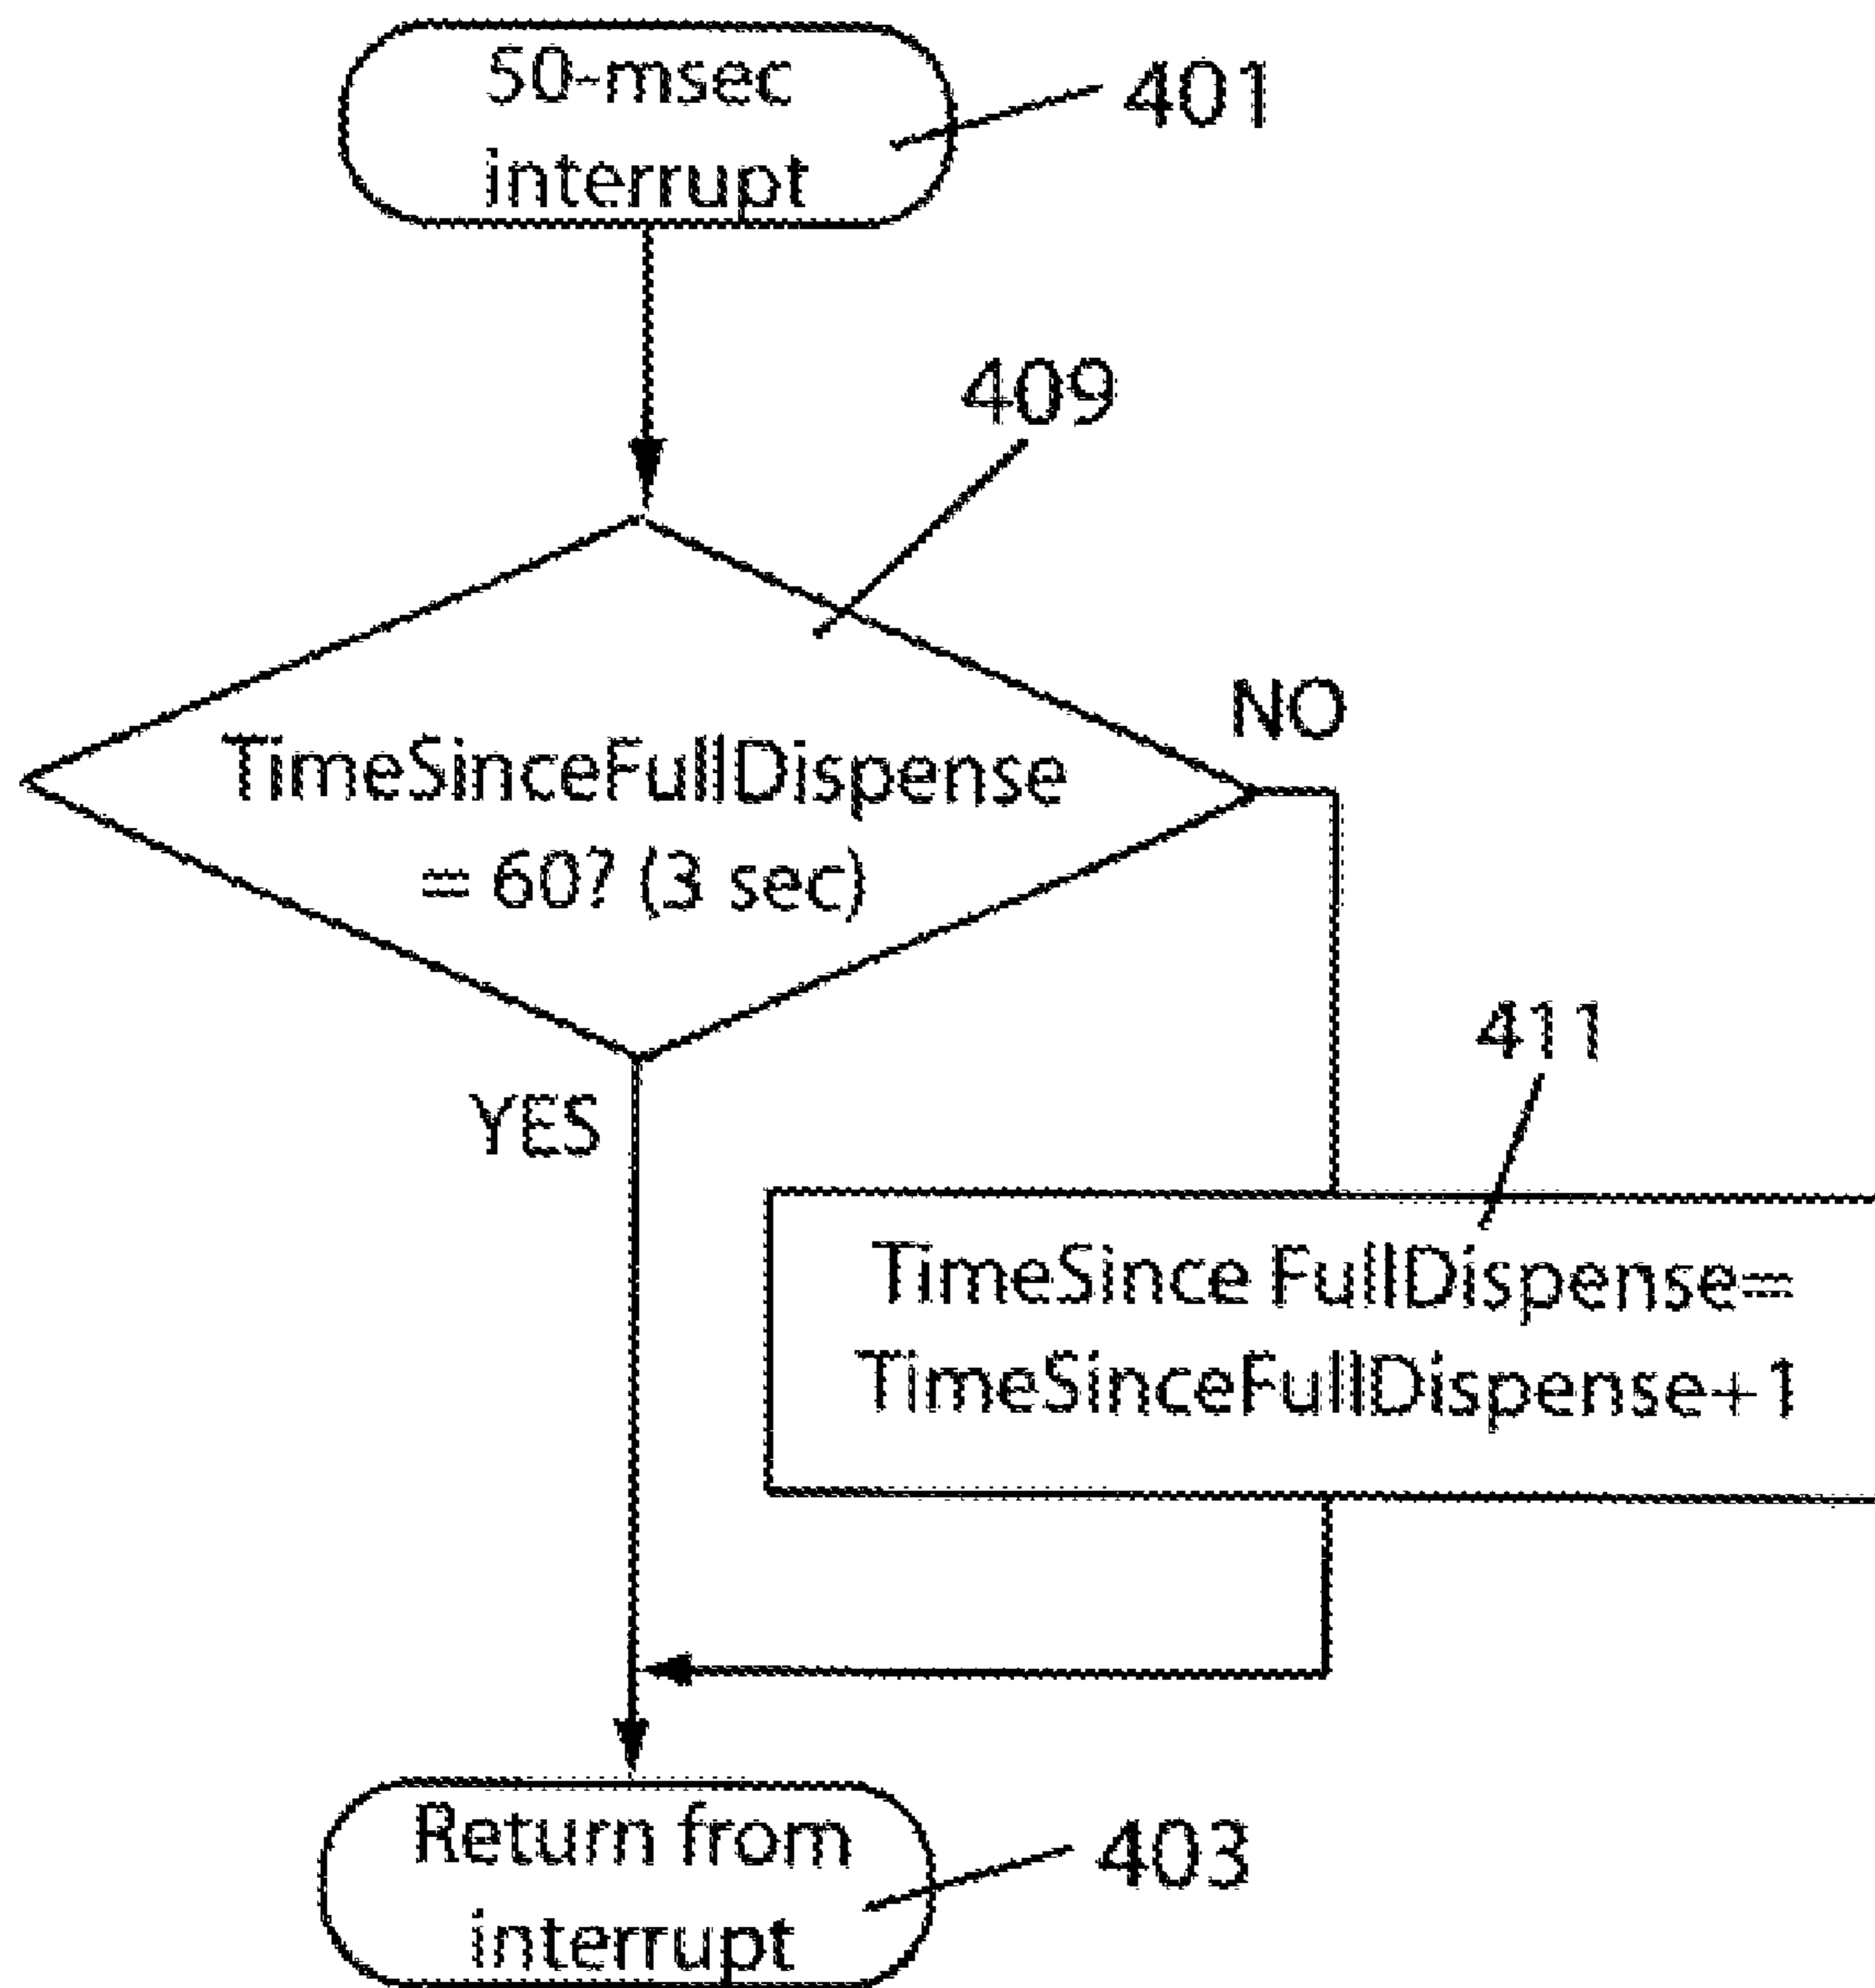 50-msec
interrupt
401
409
NO
TimeSinceFullDispense
= 60? (3 sec)
YES
411
TimeSince FullDispense=
TimeSinceFullDispense+1
Return from
interrupt
403